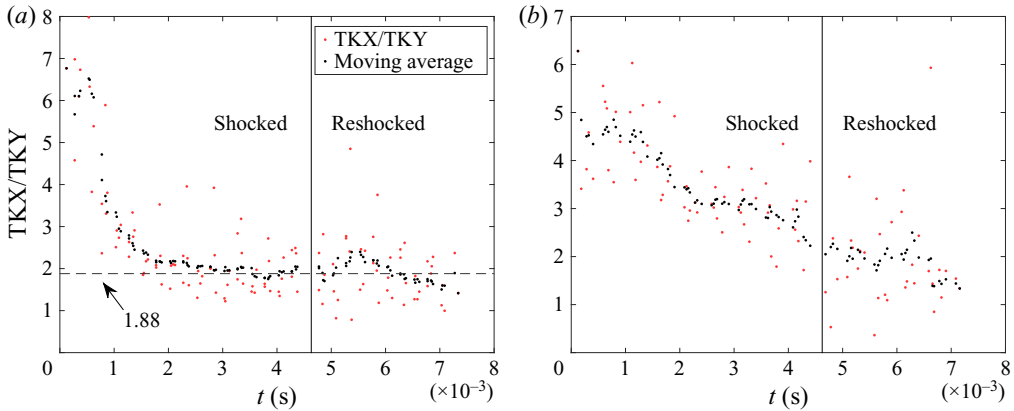 (a)
8
7
6
5
4
3
2
1
0
TKX/TKY
TKX/TKY
Moving average
Shocked
Reshocked
1.88
1 2 3 4 5 6 7 8
t (s)
(×10⁻³)
(b)
7
6
5
4
3
2
1
0
Shocked
Reshocked
1 2 3 4 5 6 7 8
t (s)
(×10⁻³)